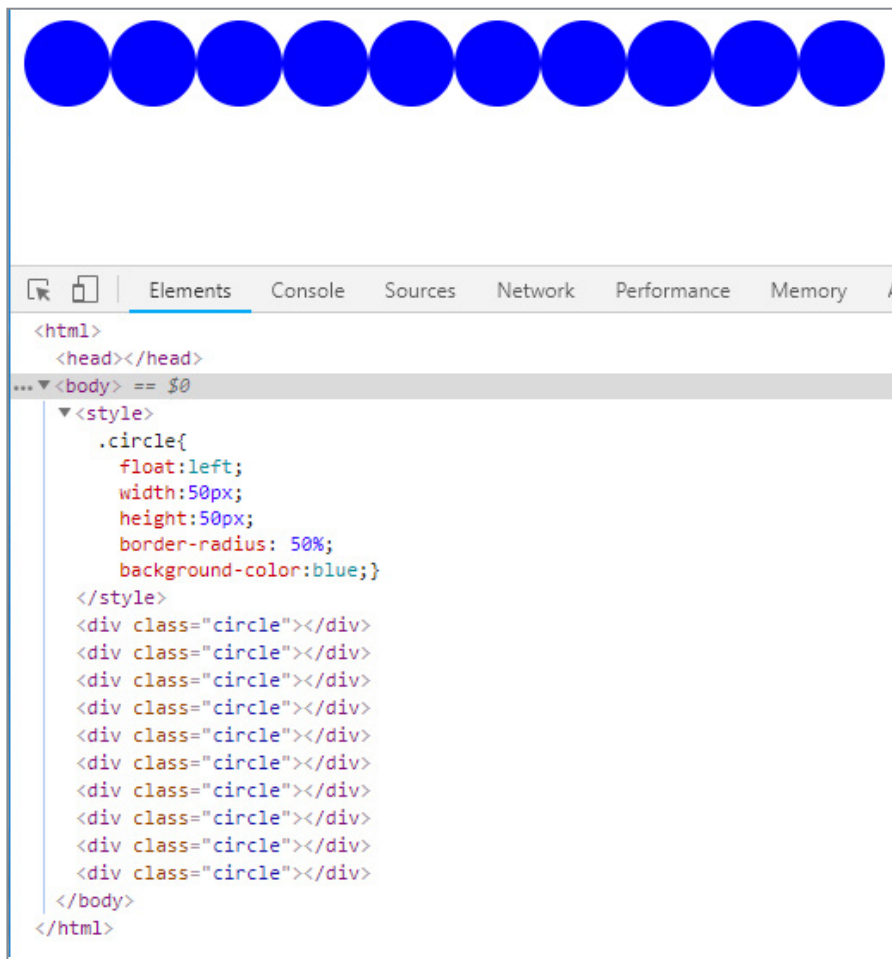 Elements Console Sources Network Performance Memory
<html>
<head></head>
... ▼<body> == $0
▼<style>
.circle{
float:left;
width:50px;
height:50px;
border-radius: 50%;
background-color:blue;}
</style>
<div class="circle"></div>
<div class="circle"></div>
<div class="circle"></div>
<div class="circle"></div>
<div class="circle"></div>
<div class="circle"></div>
<div class="circle"></div>
<div class="circle"></div>
<div class="circle"></div>
<div class="circle"></div>
</body>
</html>